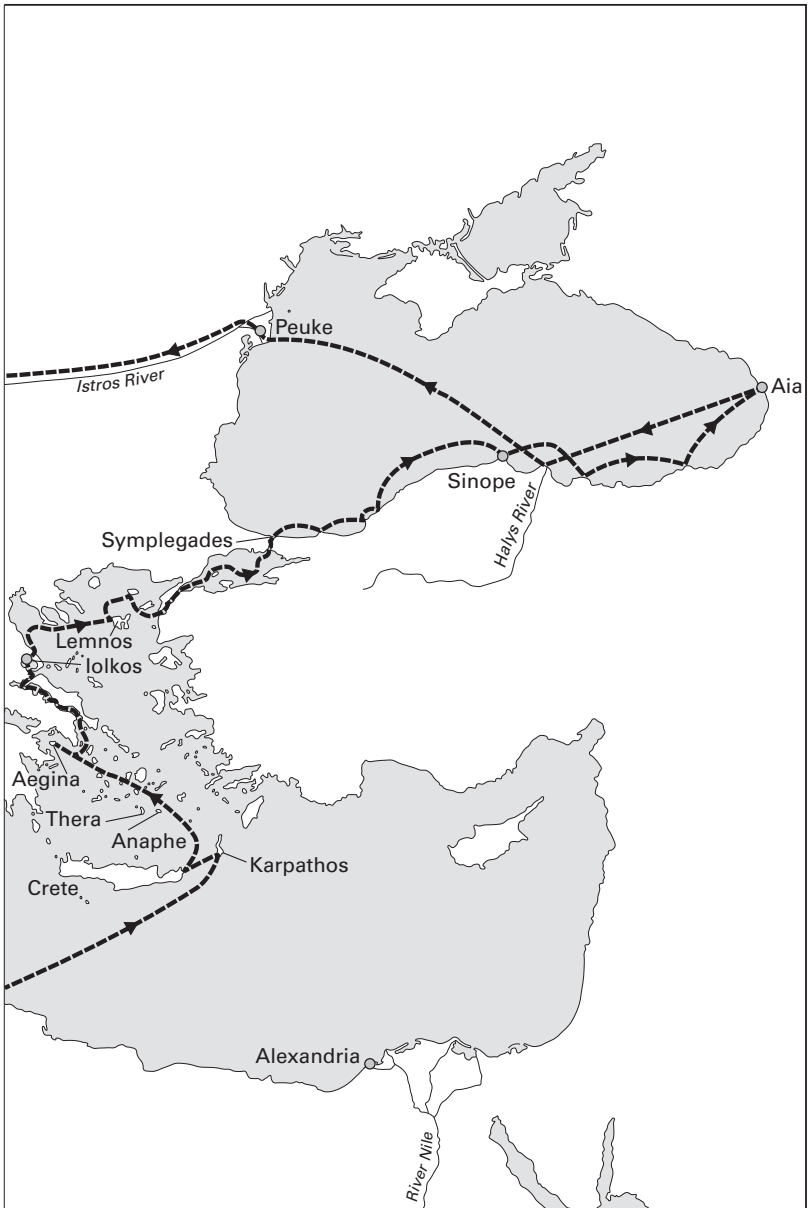 Peuke
Istros River
Aia
Sinope
Halys River
Symplegades
Lemnos
Iolkos
Aegina
Thera
Anaphe
Karpathos
Crete
Alexandria
River Nile